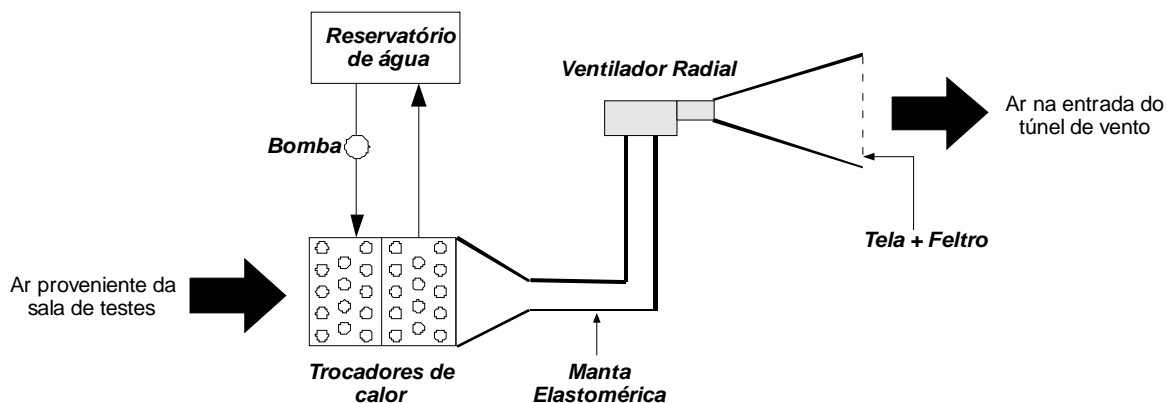 Reservatório
de água
Ventilador Radial
Ar na entrada do
túnel de vento
Bomba
Tela + Feltro
Ar proveniente da
sala de testes
Trocadores de
calor
Manta
Elastomérica